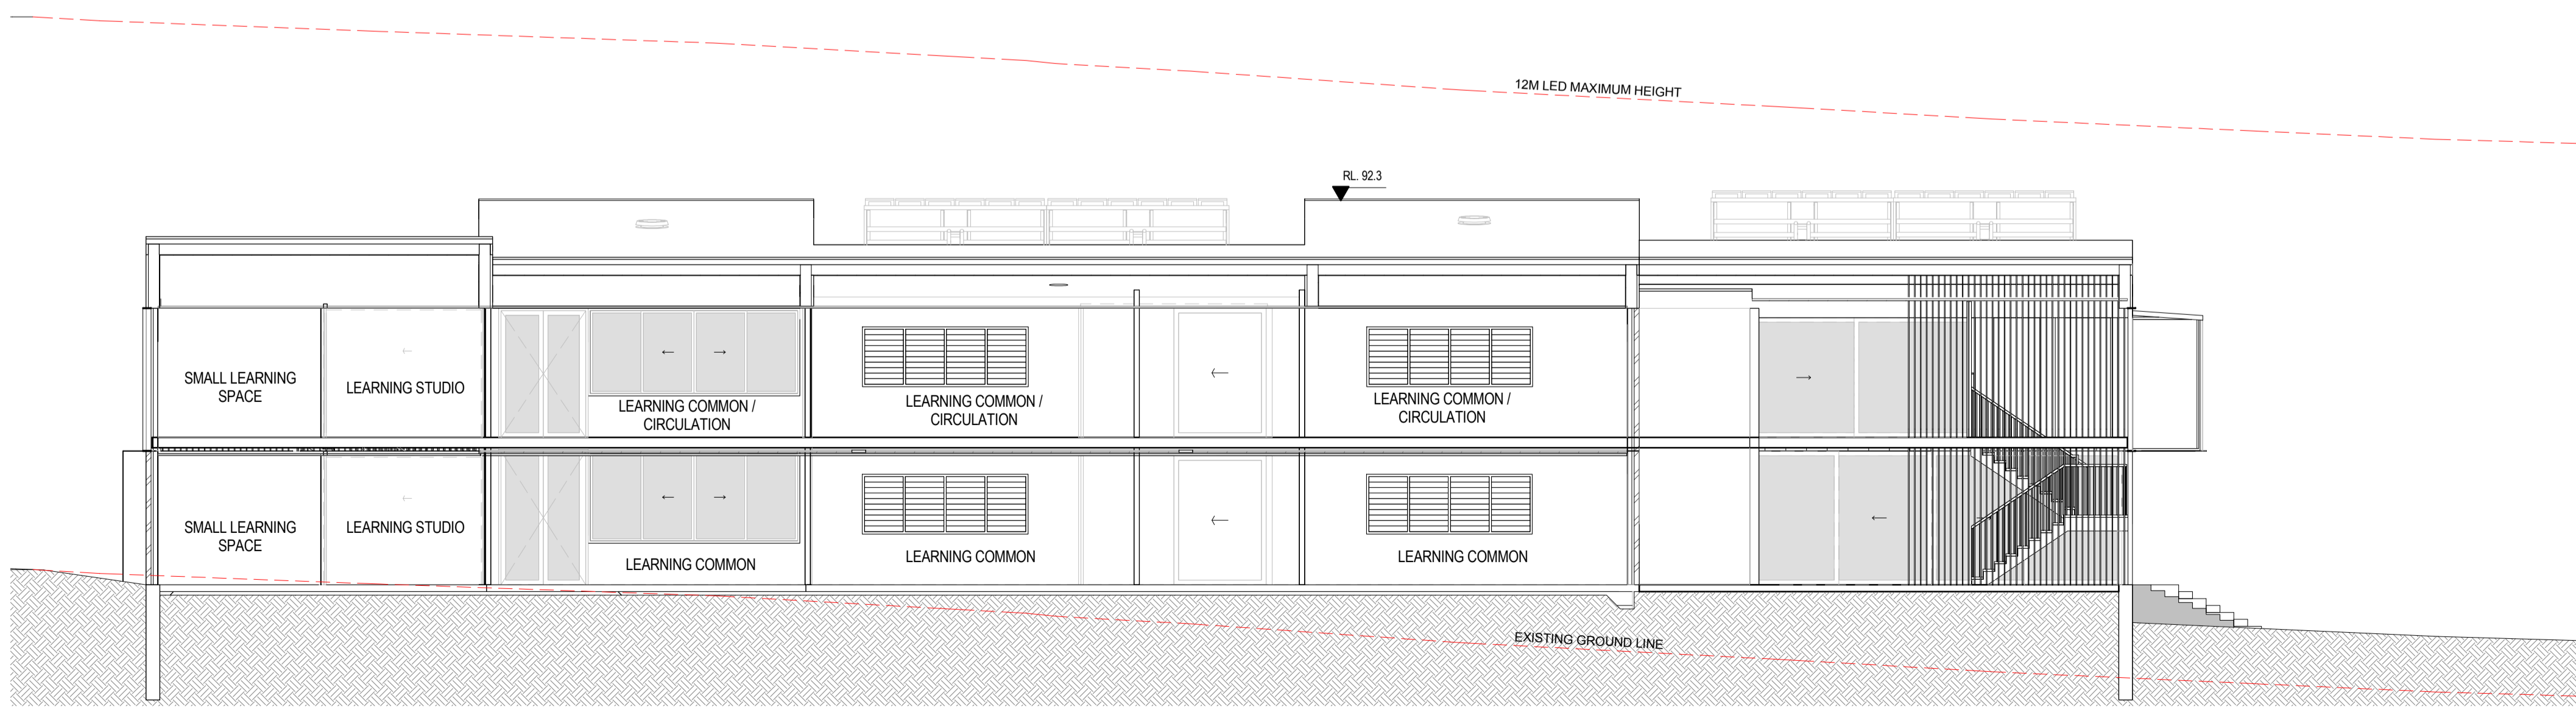 12M LED MAXIMUM HEIGHT
RL. 92.3
SMALL LEARNING
SPACE
LEARNING STUDIO
LEARNING COMMON /
CIRCULATION
LEARNING COMMON /
CIRCULATION
LEARNING COMMON /
CIRCULATION
SMALL LEARNING
SPACE
LEARNING STUDIO
LEARNING COMMON
LEARNING COMMON
LEARNING COMMON
EXISTING GROUND LINE